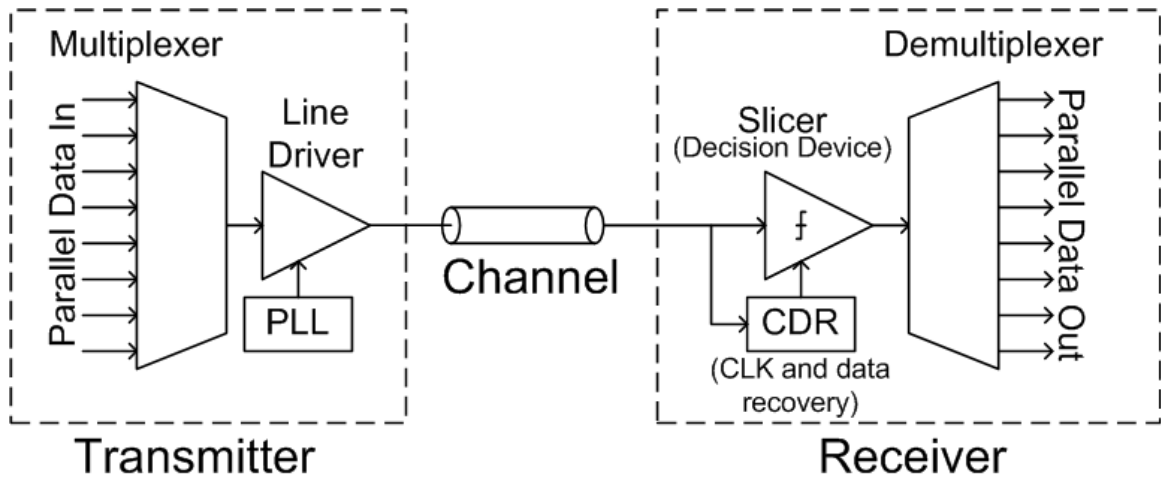 Multiplexer
Parallel Data In
Line
Driver
PLL
Transmitter
Channel
Slicer
(Decision Device)
CDR
(CLK and data
recovery)
Demultiplexer
Parallel Data Out
Receiver